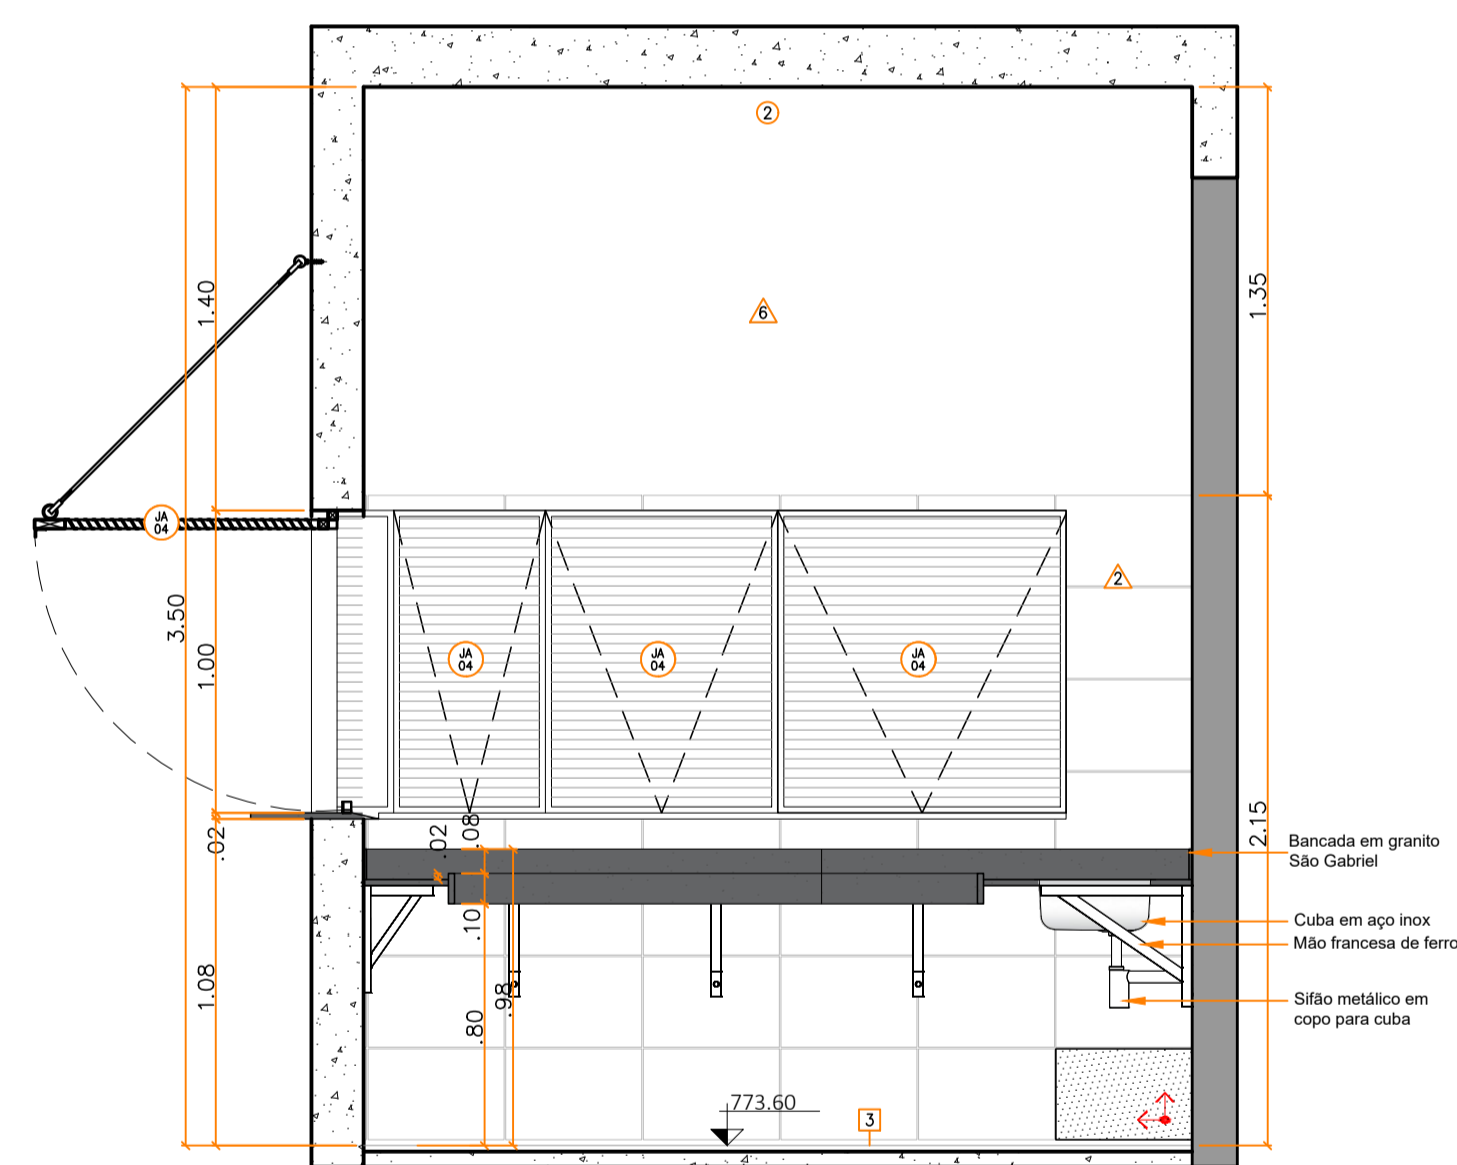 2
1.40
1.35
6
JA
04
3.50
2
1.00
JA
04
JA
04
JA
04
.02
.02
.08
2.15
Bancada em granito
São Gabriel
.10
Cuba em aço inox
Mão francesa de ferro
1.08
.98
.80
Sifão metálico em
copo para cuba
773.60
3